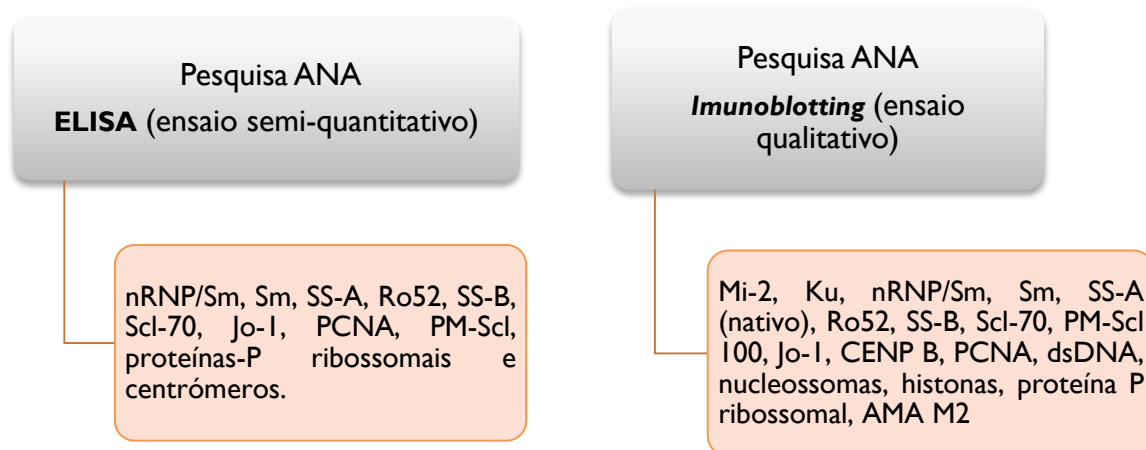 Pesquisa ANA
ELISA (ensaio semi-quantitativo)
nRNP/Sm, Sm, SS-A, Ro52, SS-B,
Scl-70, Jo-1, PCNA, PM-Scl,
proteínas-P ribossomais e
centrómeros.
Pesquisa ANA
Imunoblotting (ensaio
qualitativo)
Mi-2, Ku, nRNP/Sm, Sm, SS-A
(nativo), Ro52, SS-B, Scl-70, PM-Scl
100, Jo-1, CENP B, PCNA, dsDNA,
nucleossomas, histonas, proteína P
ribossomal, AMA M2